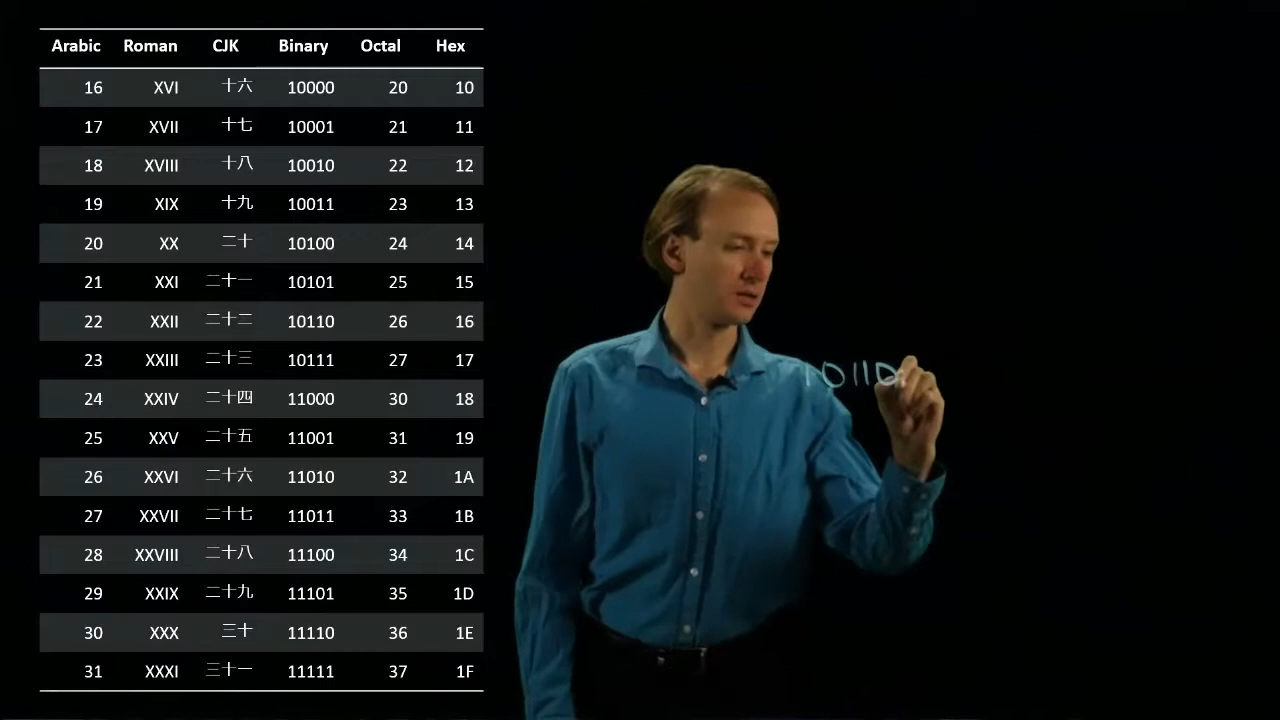 Arabic Roman CJK Binary Octal Hex
16 XVI 十六 10000 20 10
17 XVII 十七 10001 21 11
18 XVIII 十八 10010 22 12
19 XIX 十九 10011 23 13
20 XX 二十 10100 24 14
21 XXI 二十一 10101 25 15
22 XXII 二十二 10110 26 16
23 XXIII 二十三 10111 27 17
24 XXIV 二十四 11000 30 18
25 XXV 二十五 11001 31 19
26 XXVI 二十六 11010 32 1A
27 XXVII 二十七 11011 33 1B
28 XXVIII 二十八 11100 34 1C
29 XXIX 二十九 11101 35 1D
30 XXX 三十 11110 36 1E
31 XXXI 三十一 11111 37 1F
10110